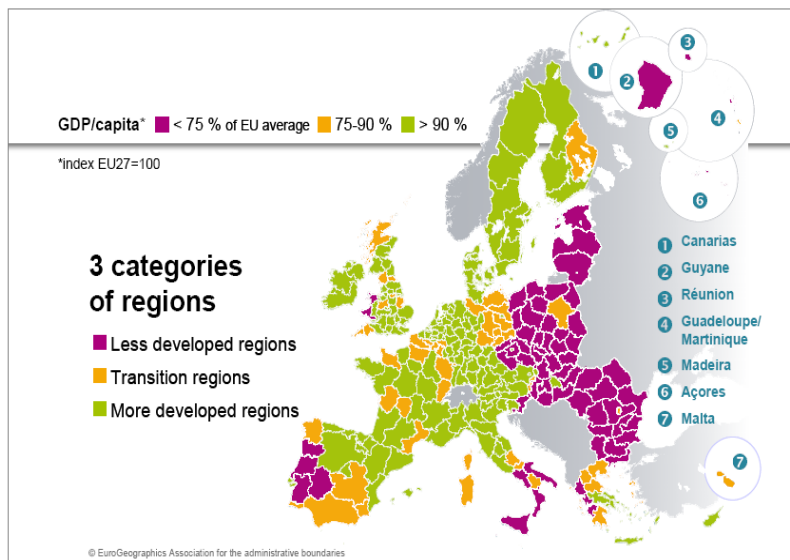 GDP/capita* < 75 % of EU average 75-90 % > 90 %
*index EU27=100
3 categories
of regions
Less developed regions
Transition regions
More developed regions
1
2
3
4
5
6
1 Canarias
2 Guyane
3 Réunion
4 Guadeloupe/
Martinique
5 Madeira
6 Açores
7 Malta
7
© EuroGeographics Association for the administrative boundaries